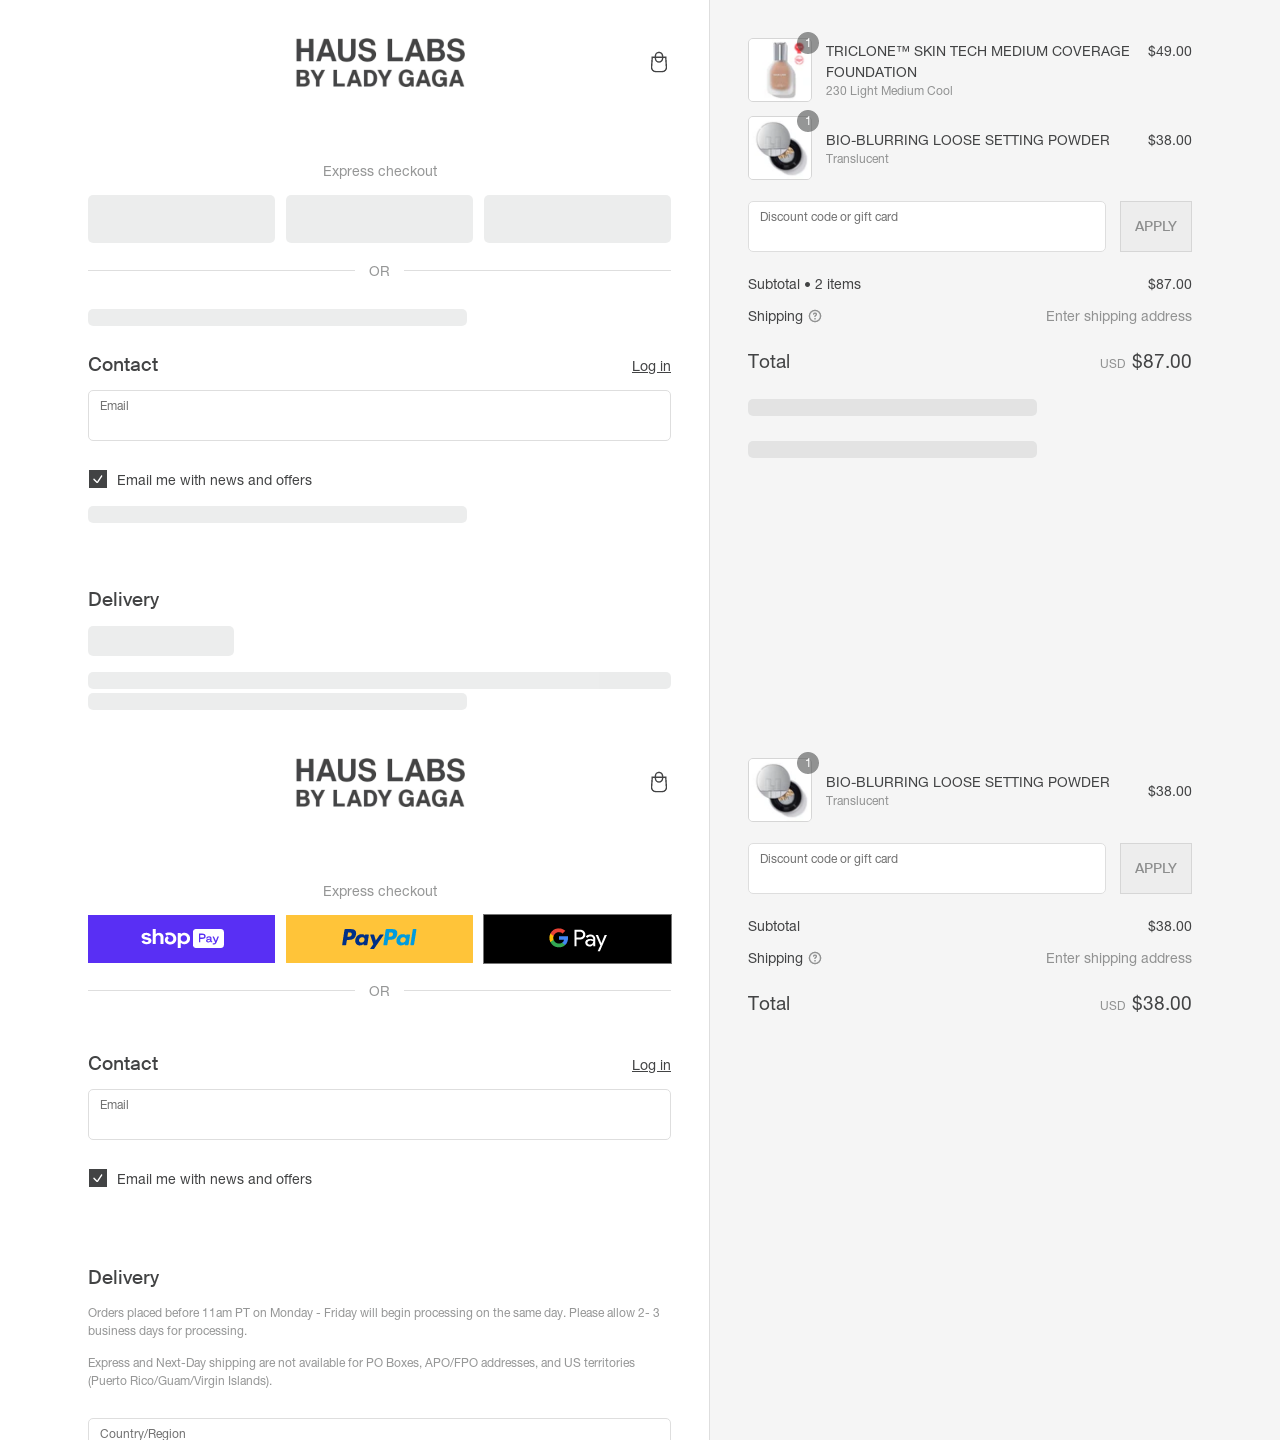 HAUS LABS
BY LADY GAGA
Express checkout
OR
Contact
Log in
Email
Email me with news and offers
Delivery
1
TRICLONE™ SKIN TECH MEDIUM COVERAGE
FOUNDATION
230 Light Medium Cool
$49.00
1
BIO-BLURRING LOOSE SETTING POWDER
Translucent
$38.00
Discount code or gift card
APPLY
Subtotal • 2 items
$87.00
Shipping
Enter shipping address
Total
USD $87.00
HAUS LABS
BY LADY GAGA
Express checkout
shop Pay
PayPal
G Pay
OR
Contact
Log in
Email
Email me with news and offers
Delivery
Orders placed before 11am PT on Monday - Friday will begin processing on the same day. Please allow 2- 3
business days for processing.
Express and Next-Day shipping are not available for PO Boxes, APO/FPO addresses, and US territories
(Puerto Rico/Guam/Virgin Islands).
Country/Region
1
BIO-BLURRING LOOSE SETTING POWDER
Translucent
$38.00
Discount code or gift card
APPLY
Subtotal
$38.00
Shipping
Enter shipping address
Total
USD $38.00